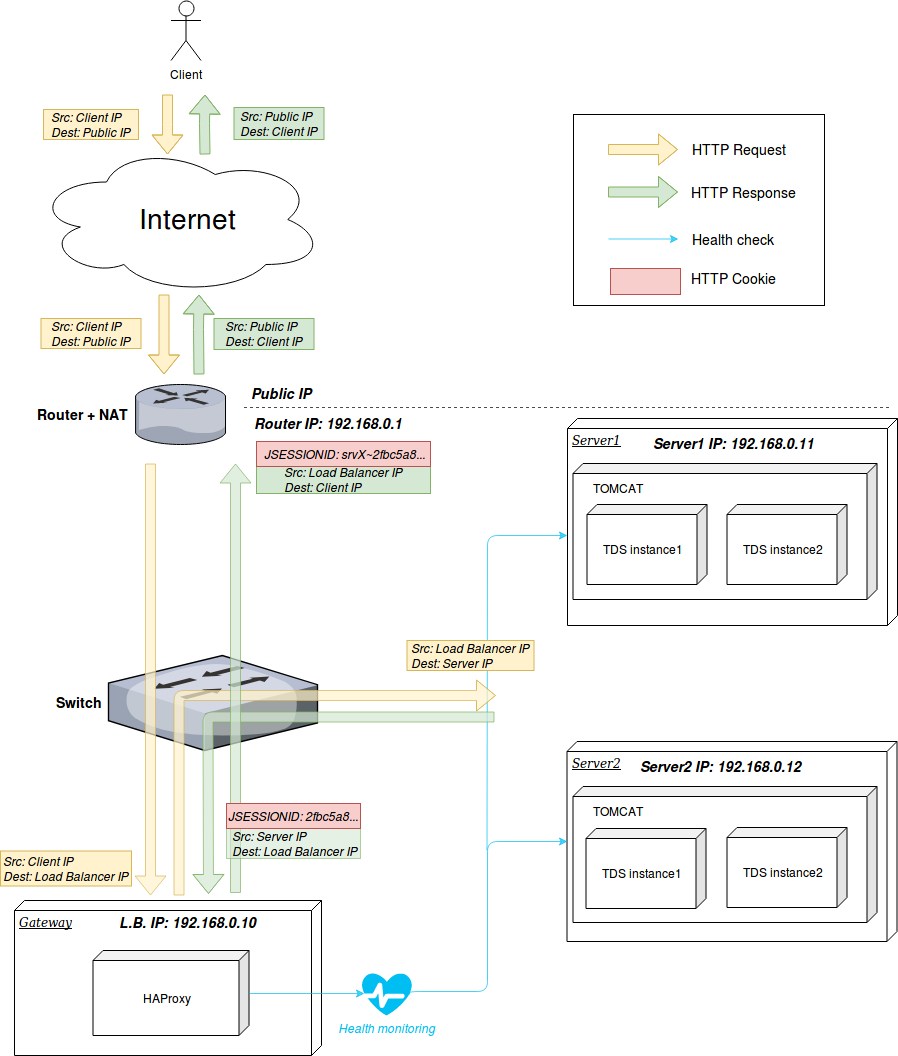 Client
Src: Client IP
Dest: Public IP
Src: Public IP
Dest: Client IP
HTTP Request
HTTP Response
Health check
HTTP Cookie
Internet
Src: Client IP
Dest: Public IP
Src: Public IP
Dest: Client IP
Public IP
Router + NAT
Router IP: 192.168.0.1
JSESSIONID: srvX~2fbc5a8...
Src: Load Balancer IP
Dest: Client IP
Server1
Server1 IP: 192.168.0.11
TOMCAT
TDS instance1
TDS instance2
Src: Load Balancer IP
Dest: Server IP
Switch
Server2
Server2 IP: 192.168.0.12
TOMCAT
TDS instance1
TDS instance2
JSESSIONID: 2fbc5a8...
Src: Server IP
Dest: Load Balancer IP
Src: Client IP
Dest: Load Balancer IP
Gateway
L.B. IP: 192.168.0.10
HAProxy
Health monitoring